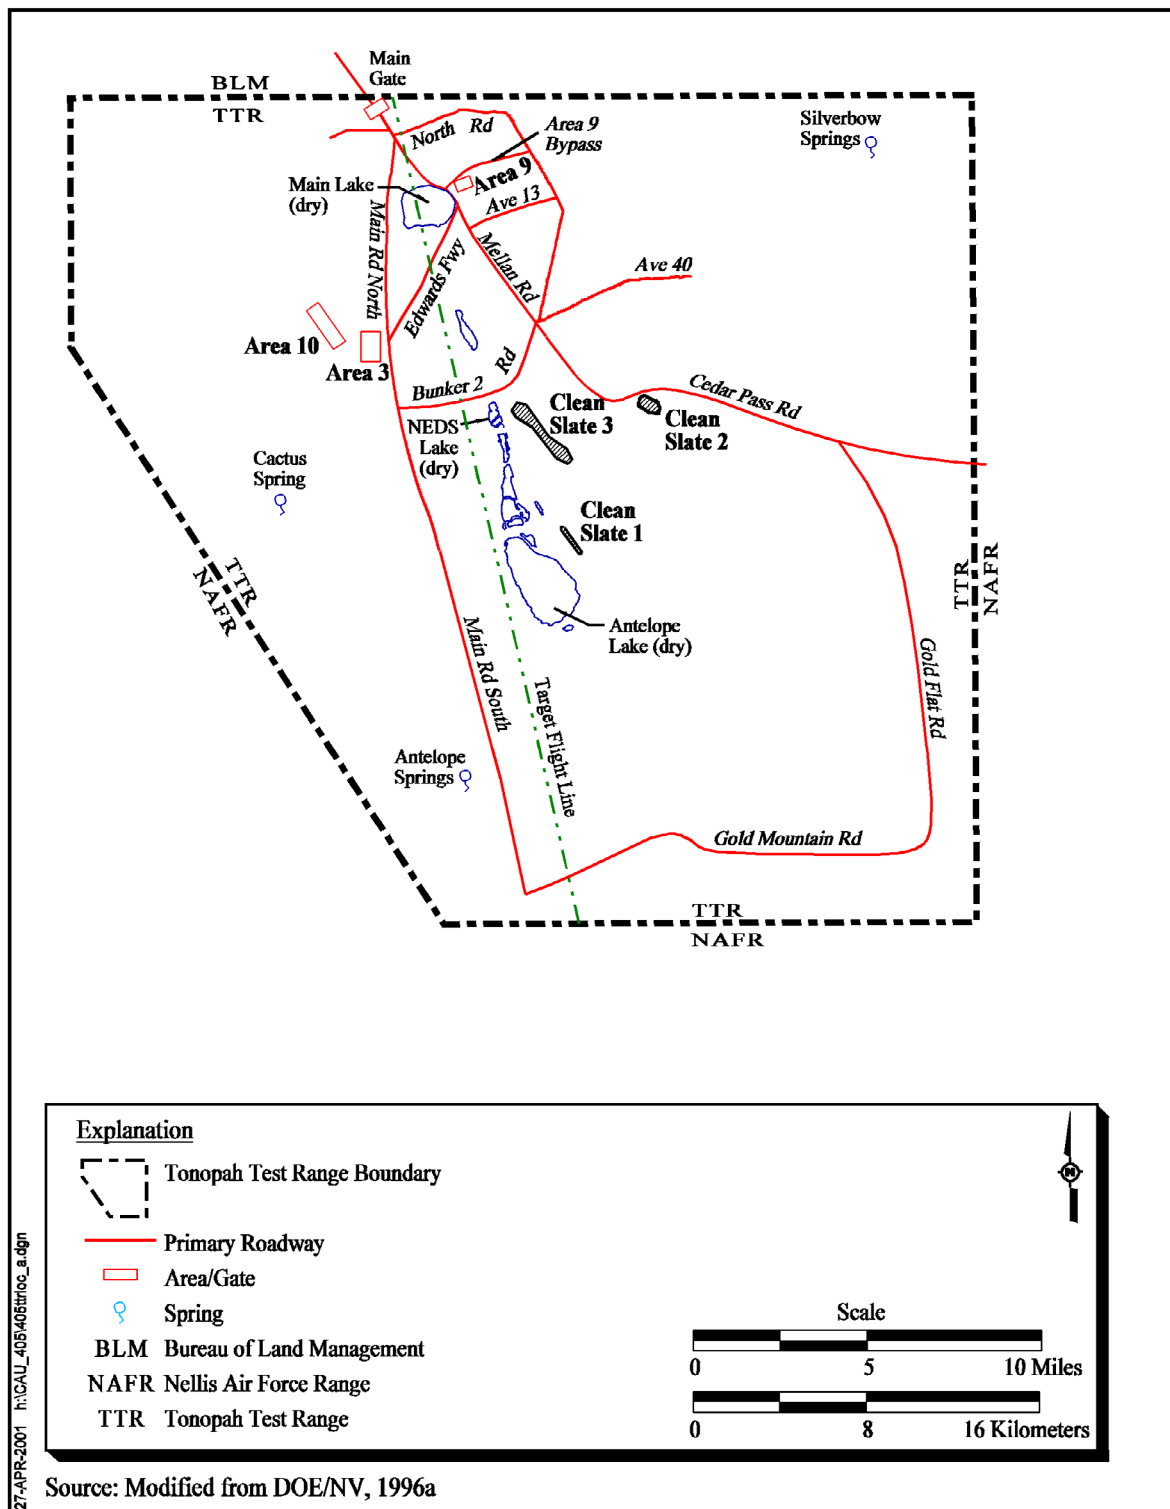 Main
Gate
BLM
TTR
North Rd
Area 9
Bypass
Silverbow
Springs
Main Lake
(dry)
Area 9
Ave 13
Main Rd North
Edwards Fwy
Mellan Rd
Ave 40
Area 10
Area 3
Bunker 2 Rd
Cedar Pass Rd
NEDS
Lake
(dry)
Clean
Slate 3
Clean
Slate 2
Cactus
Spring
Clean
Slate 1
TTR
NAFR
TTR
NAFR
Antelope
Lake (dry)
Main Rd South
Target Flight Line
Gold Flat Rd
Antelope
Springs
Gold Mountain Rd
TTR
NAFR
Explanation
Tonopah Test Range Boundary
Primary Roadway
Area/Gate
Spring
BLM Bureau of Land Management
NAFR Nellis Air Force Range
TTR Tonopah Test Range
N
Scale
0 5 10 Miles
0 8 16 Kilometers
27-APR-2001 h:\CAU_405\405ttrloc_a.dgn
Source: Modified from DOE/NV, 1996a